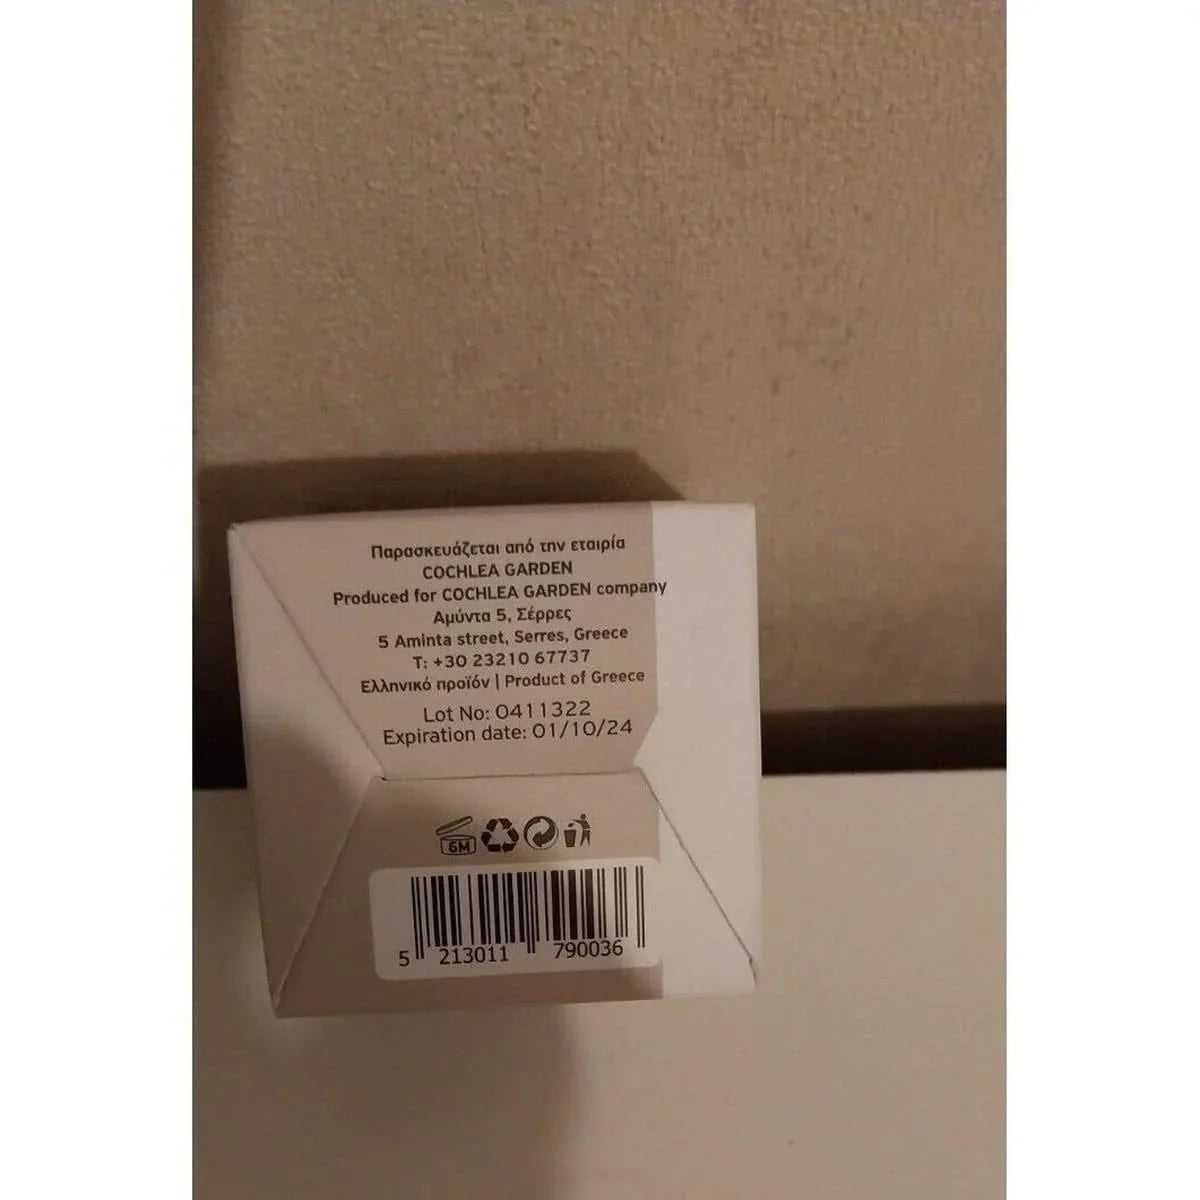 Παρασκευάζεται από την εταιρία
COCHLEA GARDEN
Produced for COCHLEA GARDEN company
Αμύντα 5, Σέρρες
5 Aminta street, Serres, Greece
T: +30 23210 67737
Ελληνικό προϊόν | Product of Greece
Lot No: 0411322
Expiration date: 01/10/24
6M
5 213011 790036